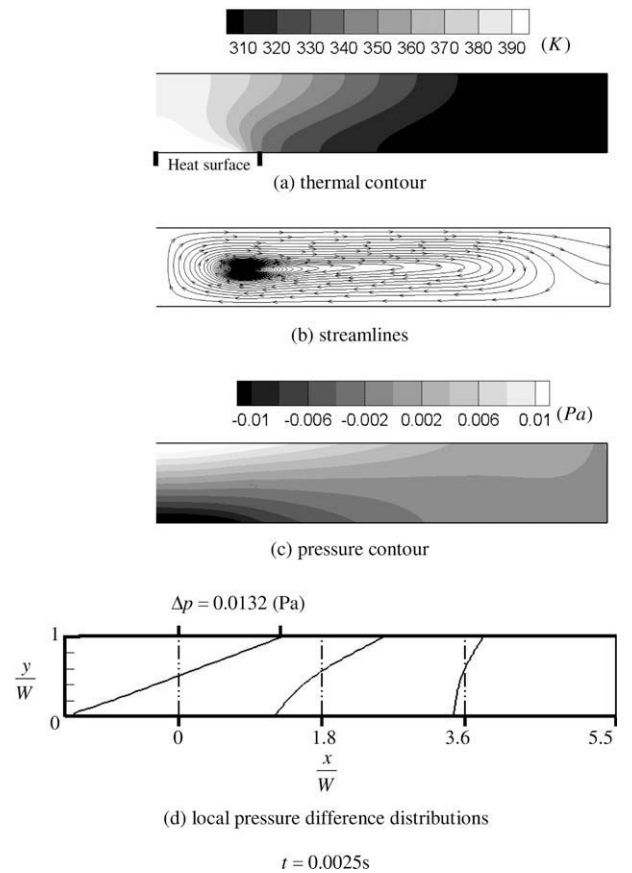 310 320 330 340 350 360 370 380 390 (K)
Heat surface
(a) thermal contour
(b) streamlines
-0.01 -0.006 -0.002 0.002 0.006 0.01 (Pa)
(c) pressure contour
Δp = 0.0132 (Pa)
1
y
W
0
0 1.8 3.6 5.5
x
W
(d) local pressure difference distributions
t = 0.0025s